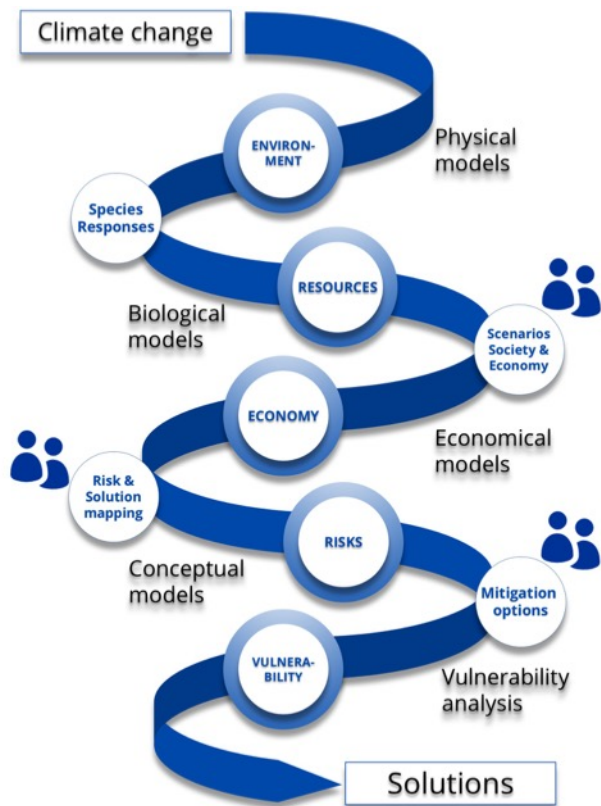 Climate change
ENVIRON-
MENT
Physical
models
Species
Responses
RESOURCES
Biological
models
Scenarios
Society &
Economy
ECONOMY
Economical
models
Risk &
Solution
mapping
RISKS
Conceptual
models
Mitigation
options
VULNERA-
BILITY
Vulnerability
analysis
Solutions